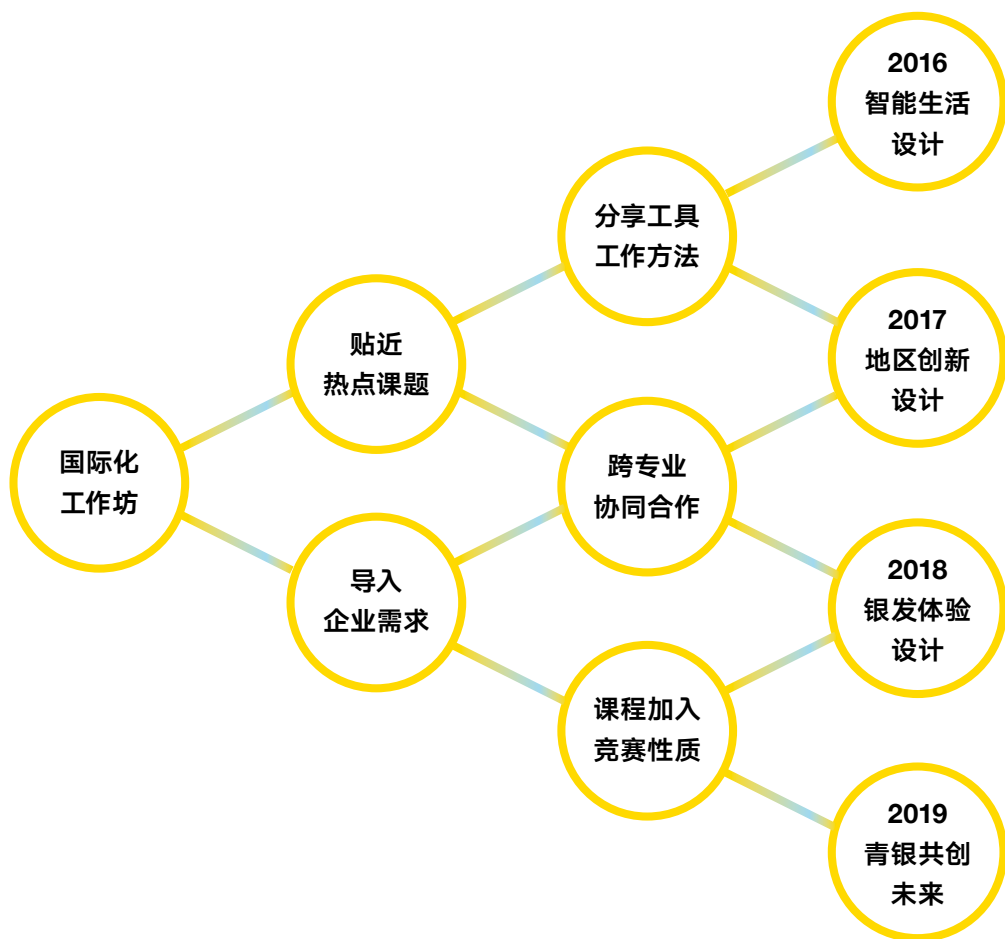 国际化
工作坊
贴近
热点课题
导入
企业需求
分享工具
工作方法
跨专业
协同合作
课程加入
竞赛性质
2016
智能生活
设计
2017
地区创新
设计
2018
银发体验
设计
2019
青银共创
未来